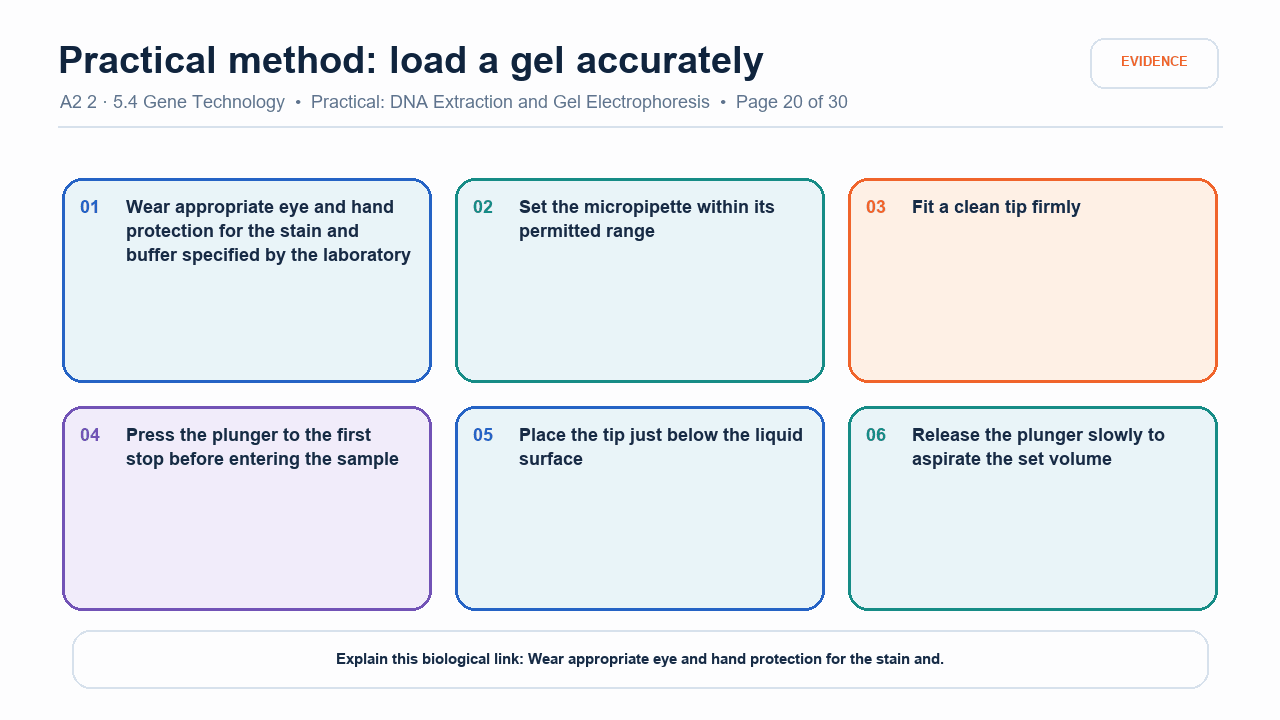 Practical method: load a gel accurately
EVIDENCE
A2 2 · 5.4 Gene Technology • Practical: DNA Extraction and Gel Electrophoresis • Page 20 of 30
01 Wear appropriate eye and hand
protection for the stain and
buffer specified by the laboratory
02 Set the micropipette within its
permitted range
03 Fit a clean tip firmly
04 Press the plunger to the first
stop before entering the sample
05 Place the tip just below the liquid
surface
06 Release the plunger slowly to
aspirate the set volume
Explain this biological link: Wear appropriate eye and hand protection for the stain and.